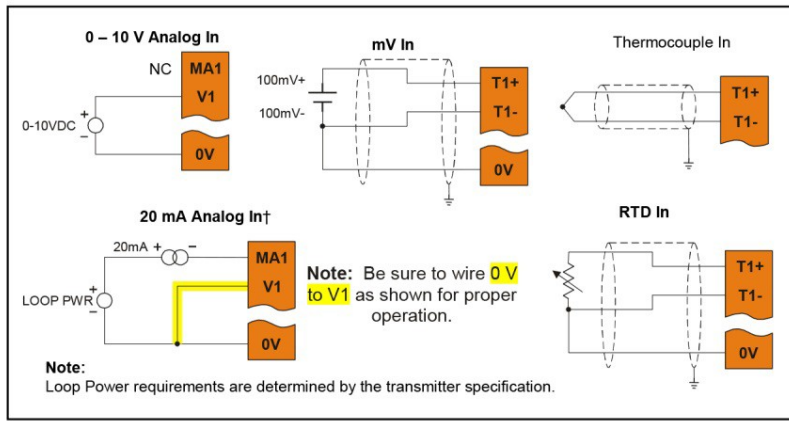 0 – 10 V Analog In
NC
MA1
V1
0-10VDC
+
–
0V
mV In
100mV+
100mV-
T1+
T1-
0V
Thermocouple In
T1+
T1-
20 mA Analog In†
20mA + –
MA1
V1
LOOP PWR
+
–
0V
Note: Be sure to wire 0 V
to V1 as shown for proper
operation.
RTD In
T1+
T1-
0V
Note:
Loop Power requirements are determined by the transmitter specification.